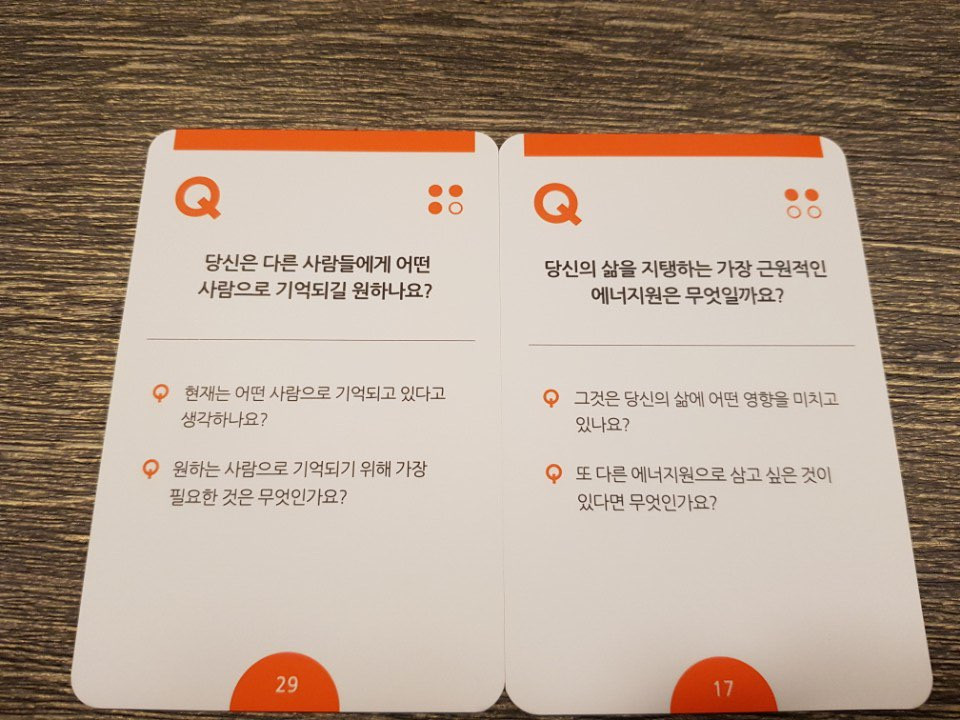 Q
당신은 다른 사람들에게 어떤
사람으로 기억되길 원하나요?
Q 현재는 어떤 사람으로 기억되고 있다고
생각하나요?
Q 원하는 사람으로 기억되기 위해 가장
필요한 것은 무엇인가요?
29
Q
당신의 삶을 지탱하는 가장 근원적인
에너지원은 무엇일까요?
Q 그것은 당신의 삶에 어떤 영향을 미치고
있나요?
Q 또 다른 에너지원으로 삼고 싶은 것이
있다면 무엇인가요?
17